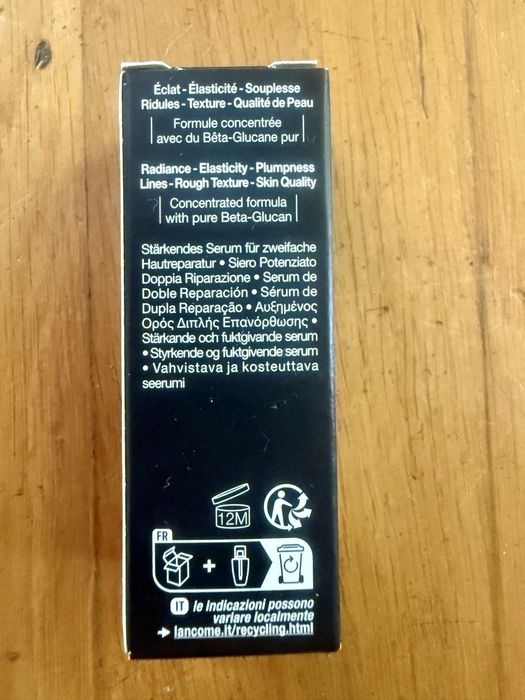 Éclat - Élasticité - Souplesse
Ridules - Texture - Qualité de Peau
Formule concentrée
avec du Bêta-Glucane pur
Radiance - Elasticity - Plumpness
Lines - Rough Texture - Skin Quality
Concentrated formula
with pure Beta-Glucan
Stärkendes Serum für zweifache
Hautreparatur • Siero Potenziato
Doppia Riparazione • Serum de
Doble Reparación • Sérum de
Dupla Reparação • Αυξημένος
Ορός Διπλής Επανόρθωσης •
Stärkande och fuktgivande serum
• Styrkende og fuktgivende serum
• Vahvistava ja kosteuttava
seerumi
12M
FR
+
IT le indicazioni possono
variare localmente
➔ lancome.it/recycling.html